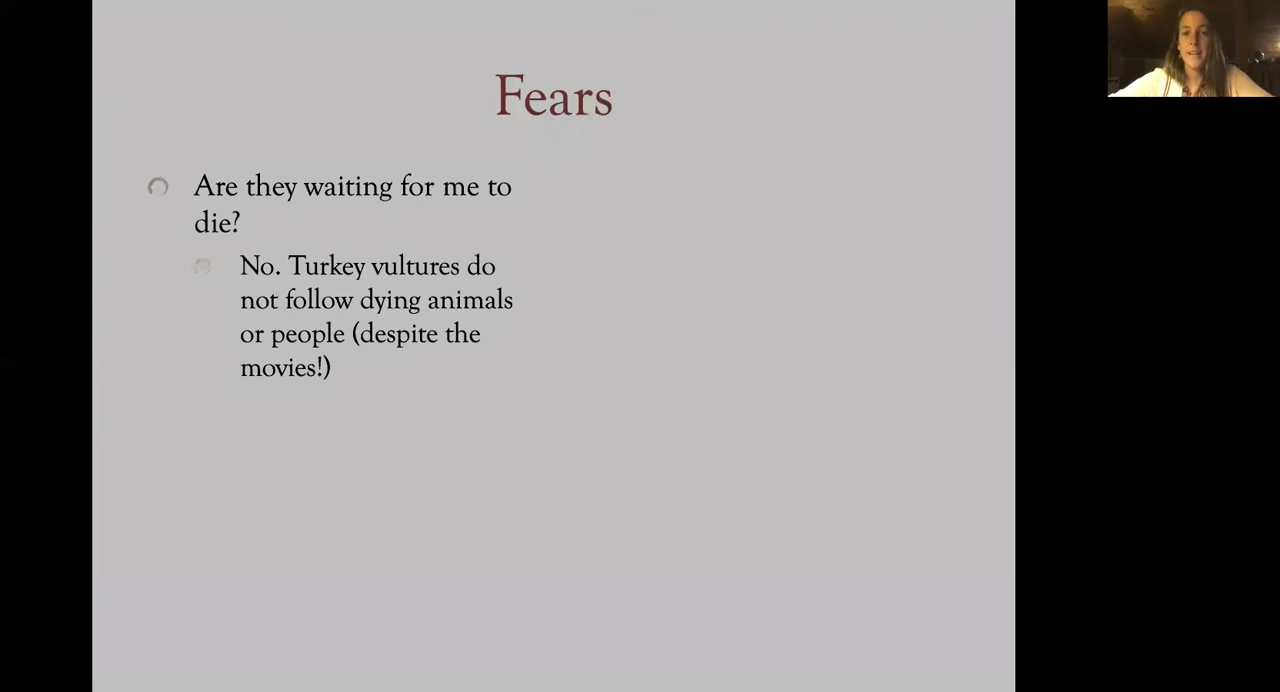 Fears
Are they waiting for me to
die?
No. Turkey vultures do
not follow dying animals
or people (despite the
movies!)